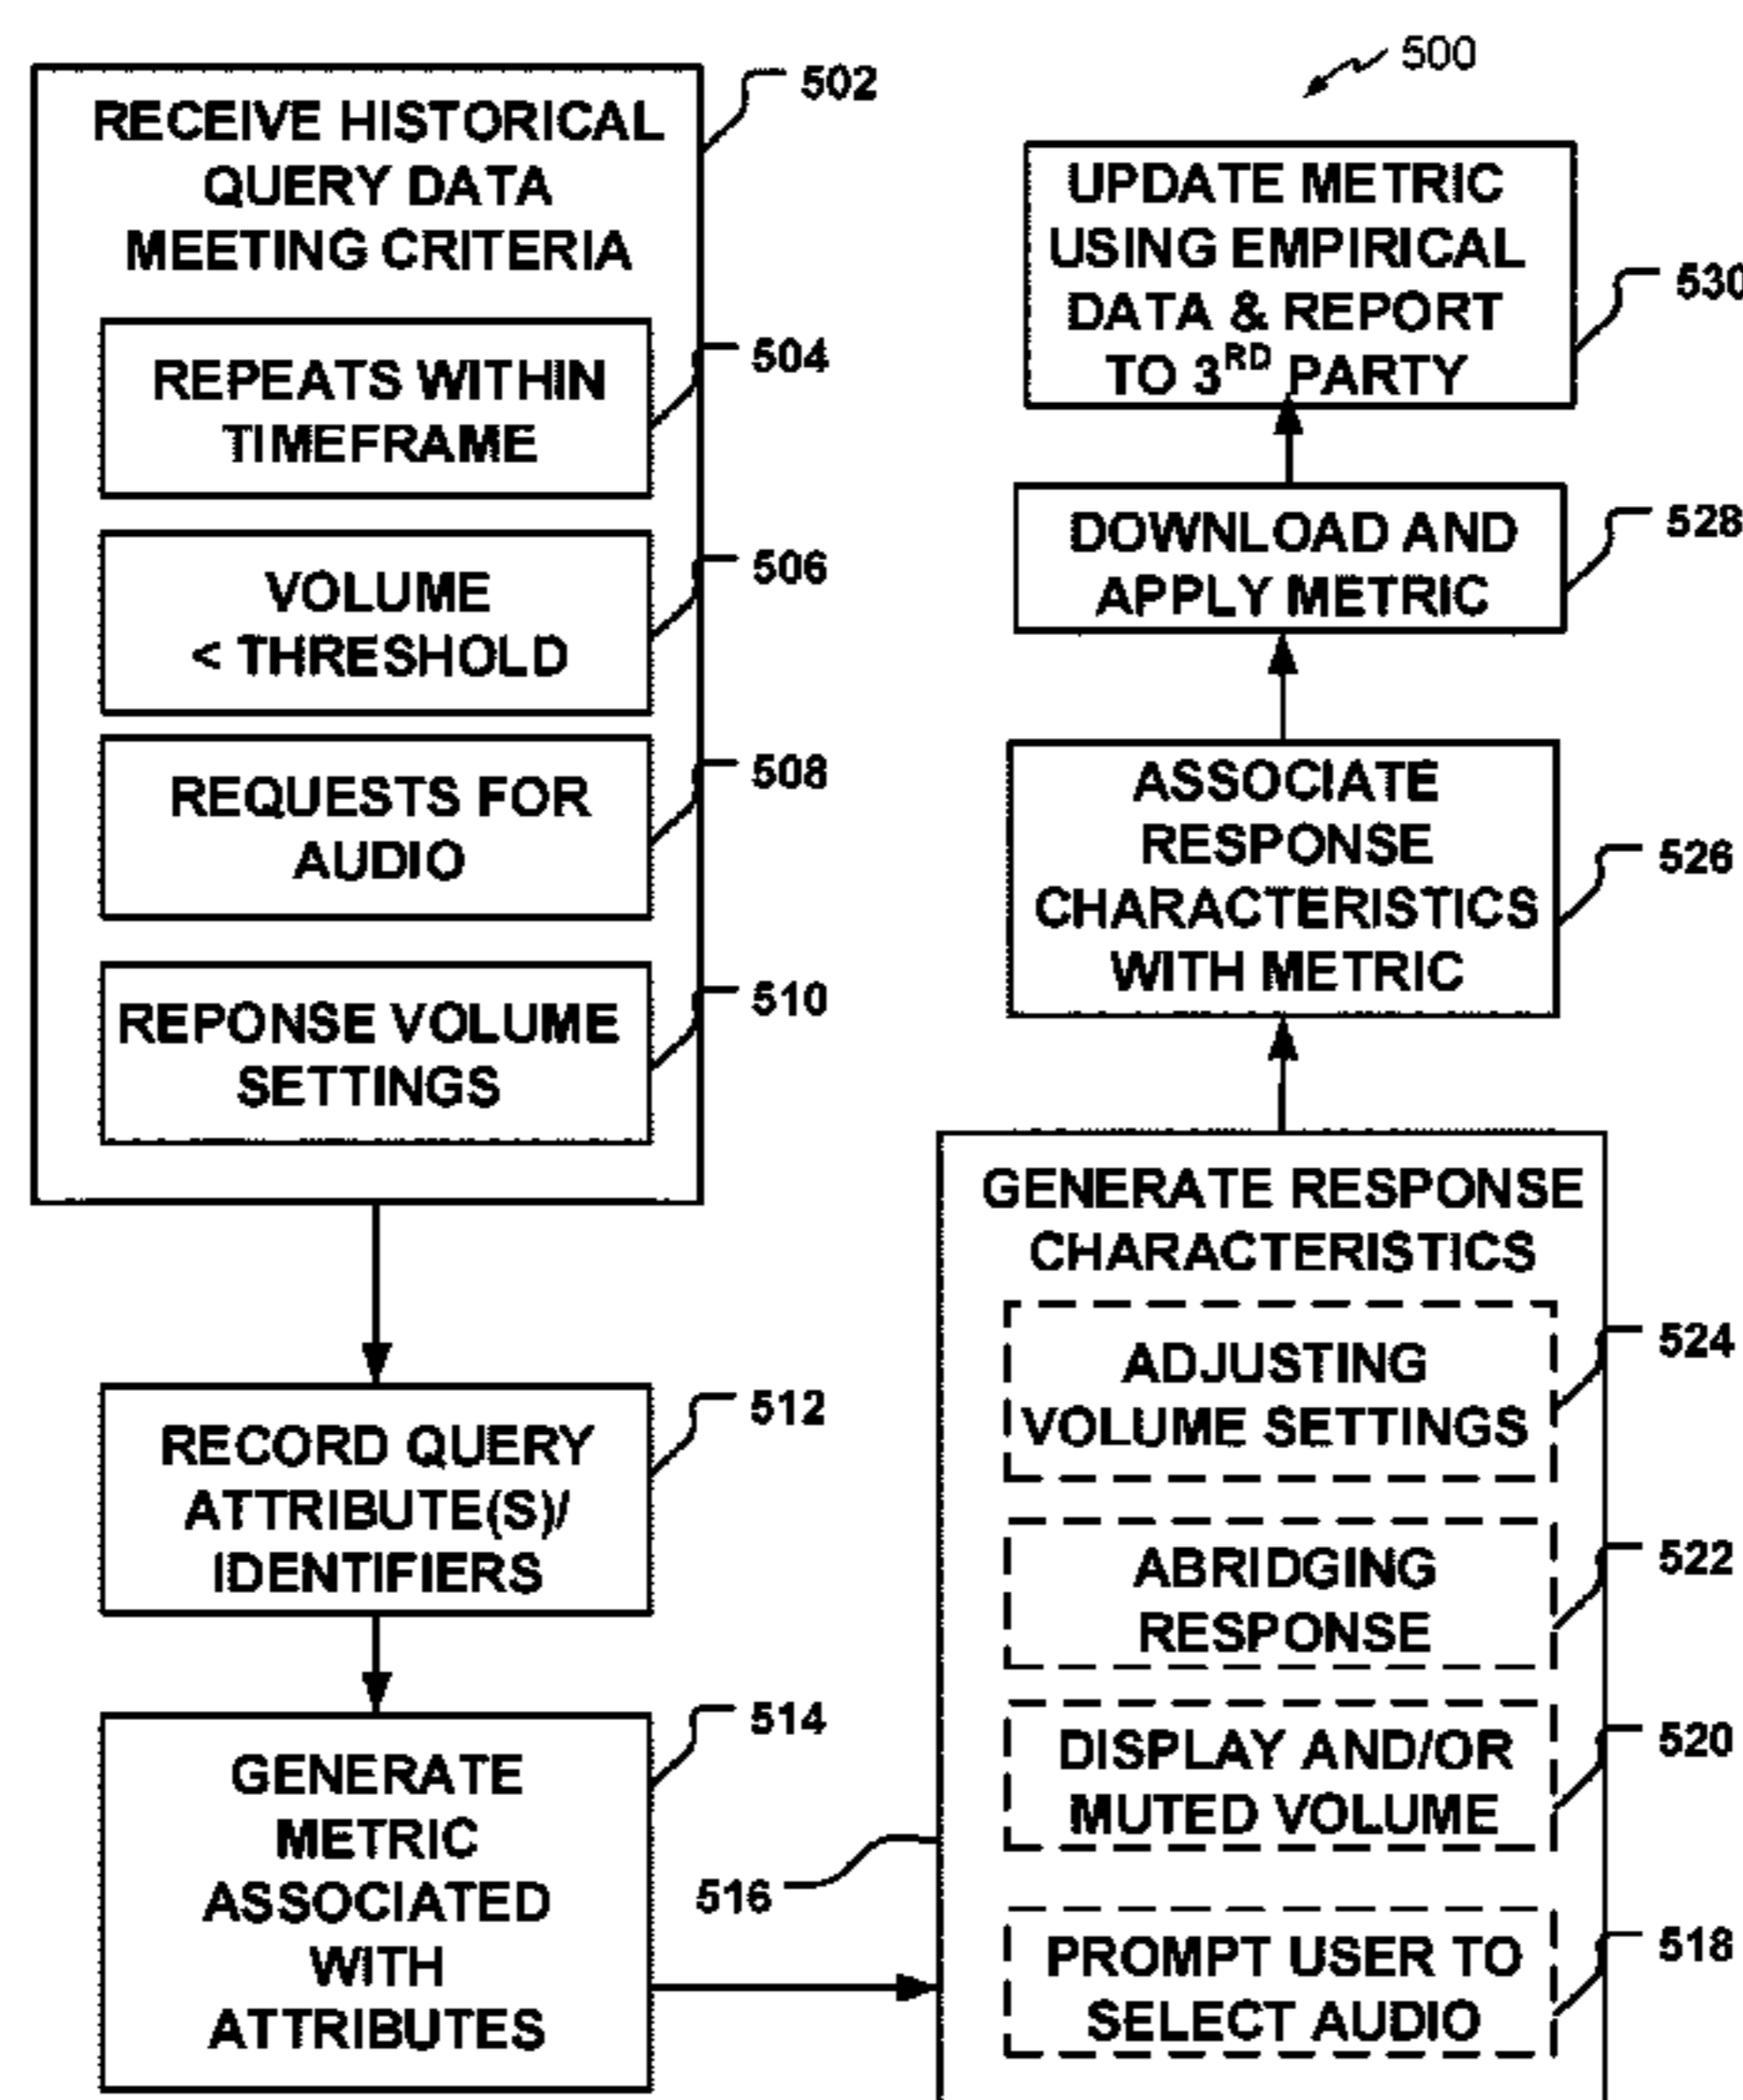 500
RECEIVE HISTORICAL
QUERY DATA
MEETING CRITERIA
502
REPEATS WITHIN
TIMEFRAME
504
VOLUME
< THRESHOLD
506
REQUESTS FOR
AUDIO
508
REPONSE VOLUME
SETTINGS
510
RECORD QUERY
ATTRIBUTE(S)/
IDENTIFIERS
512
GENERATE
METRIC
ASSOCIATED
WITH
ATTRIBUTES
514
UPDATE METRIC
USING EMPIRICAL
DATA & REPORT
TO 3RD PARTY
530
DOWNLOAD AND
APPLY METRIC
528
ASSOCIATE
RESPONSE
CHARACTERISTICS
WITH METRIC
526
GENERATE RESPONSE
CHARACTERISTICS
516
ADJUSTING
VOLUME SETTINGS
524
ABRIDGING
RESPONSE
522
DISPLAY AND/OR
MUTED VOLUME
520
PROMPT USER TO
SELECT AUDIO
518